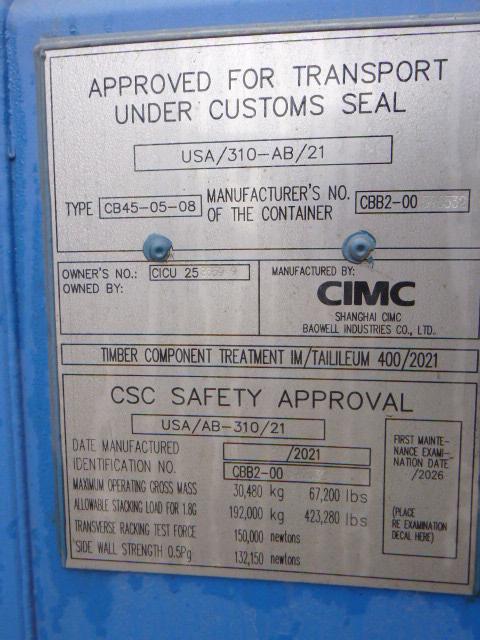 APPROVED FOR TRANSPORT
UNDER CUSTOMS SEAL
USA/310-AB/21
TYPE CB45-05-08
MANUFACTURER'S NO.
OF THE CONTAINER
CBB2-00
OWNER'S NO.: CICU 25
OWNED BY:
MANUFACTURED BY:
CIMC
SHANGHAI CIMC
BAOWELL INDUSTRIES CO., LTD.
TIMBER COMPONENT TREATMENT IM/TAILILEUM 400/2021
CSC SAFETY APPROVAL
USA/AB-310/21
DATE MANUFACTURED /2021
IDENTIFICATION NO. CBB2-00
MAXIMUM OPERATING GROSS MASS 30,480 kg 67,200 lbs
ALLOWABLE STACKING LOAD FOR 1.8G 192,000 kg 423,280 lbs
TRANSVERSE RACKING TEST FORCE 150,000 newtons
SIDE WALL STRENGTH 0.5Pg 132,150 newtons
FIRST MAINTE-
NANCE EXAMI-
NATION DATE
/2026
(PLACE
RE EXAMINATION
DECAL HERE)